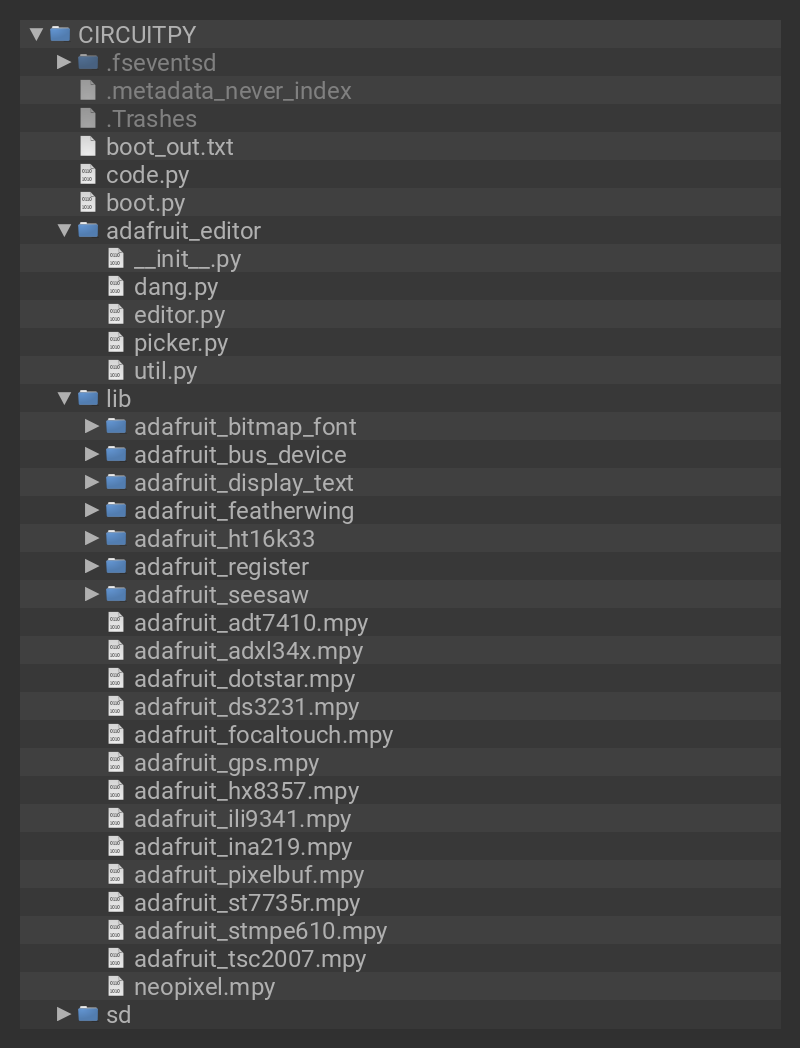 CIRCUITPY
.fseventsd
.metadata_never_index
.Trashes
boot_out.txt
code.py
boot.py
adafruit_editor
__init__.py
dang.py
editor.py
picker.py
util.py
lib
adafruit_bitmap_font
adafruit_bus_device
adafruit_display_text
adafruit_featherwing
adafruit_ht16k33
adafruit_register
adafruit_seesaw
adafruit_adt7410.mpy
adafruit_adxl34x.mpy
adafruit_dotstar.mpy
adafruit_ds3231.mpy
adafruit_focaltouch.mpy
adafruit_gps.mpy
adafruit_hx8357.mpy
adafruit_ili9341.mpy
adafruit_ina219.mpy
adafruit_pixelbuf.mpy
adafruit_st7735r.mpy
adafruit_stmpe610.mpy
adafruit_tsc2007.mpy
neopixel.mpy
sd